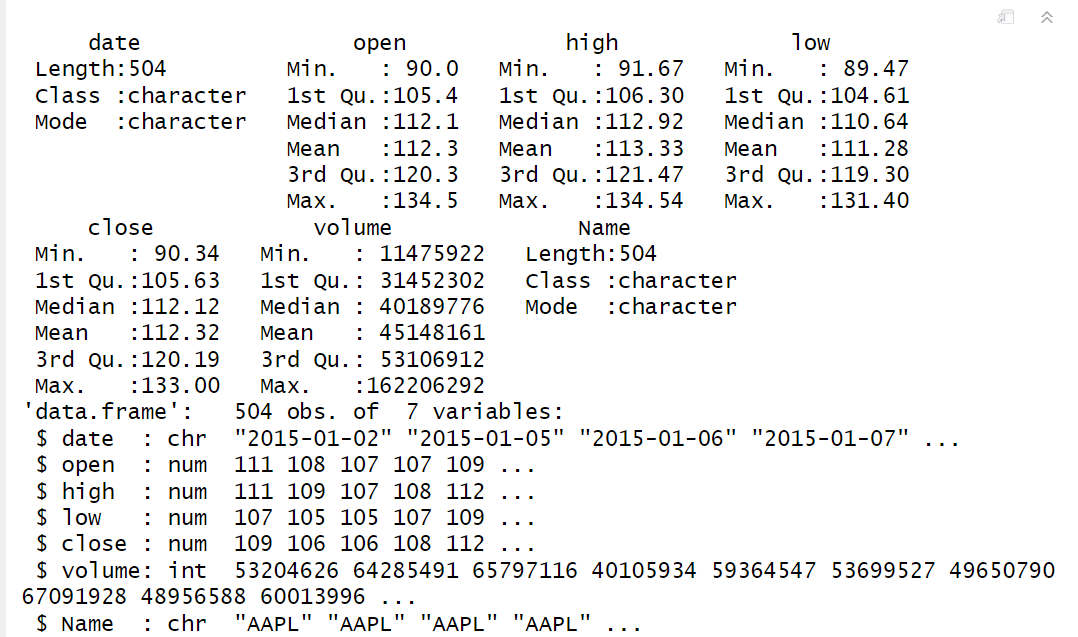 date                open            high             low
 Length:504         Min.   : 90.0   Min.   : 91.67   Min.   : 89.47
 Class :character   1st Qu.:105.4   1st Qu.:106.30   1st Qu.:104.61
 Mode  :character   Median :112.1   Median :112.92   Median :110.64
                    Mean   :112.3   Mean   :113.33   Mean   :111.28
                    3rd Qu.:120.3   3rd Qu.:121.47   3rd Qu.:119.30
                    Max.   :134.5   Max.   :134.54   Max.   :131.40
     close            volume              Name
 Min.   : 90.34   Min.   : 11475922   Length:504
 1st Qu.:105.63   1st Qu.: 31452302   Class :character
 Median :112.12   Median : 40189776   Mode  :character
 Mean   :112.32   Mean   : 45148161
 3rd Qu.:120.19   3rd Qu.: 53106912
 Max.   :133.00   Max.   :162206292
'data.frame':   504 obs. of  7 variables:
 $ date  : chr  "2015-01-02" "2015-01-05" "2015-01-06" "2015-01-07" ...
 $ open  : num  111 108 107 107 109 ...
 $ high  : num  111 109 107 108 112 ...
 $ low   : num  107 105 105 107 109 ...
 $ close : num  109 106 106 108 112 ...
 $ volume: int  53204626 64285491 65797116 40105934 59364547 53699527 49650790
67091928 48956588 60013996 ...
 $ Name  : chr  "AAPL" "AAPL" "AAPL" "AAPL" ...